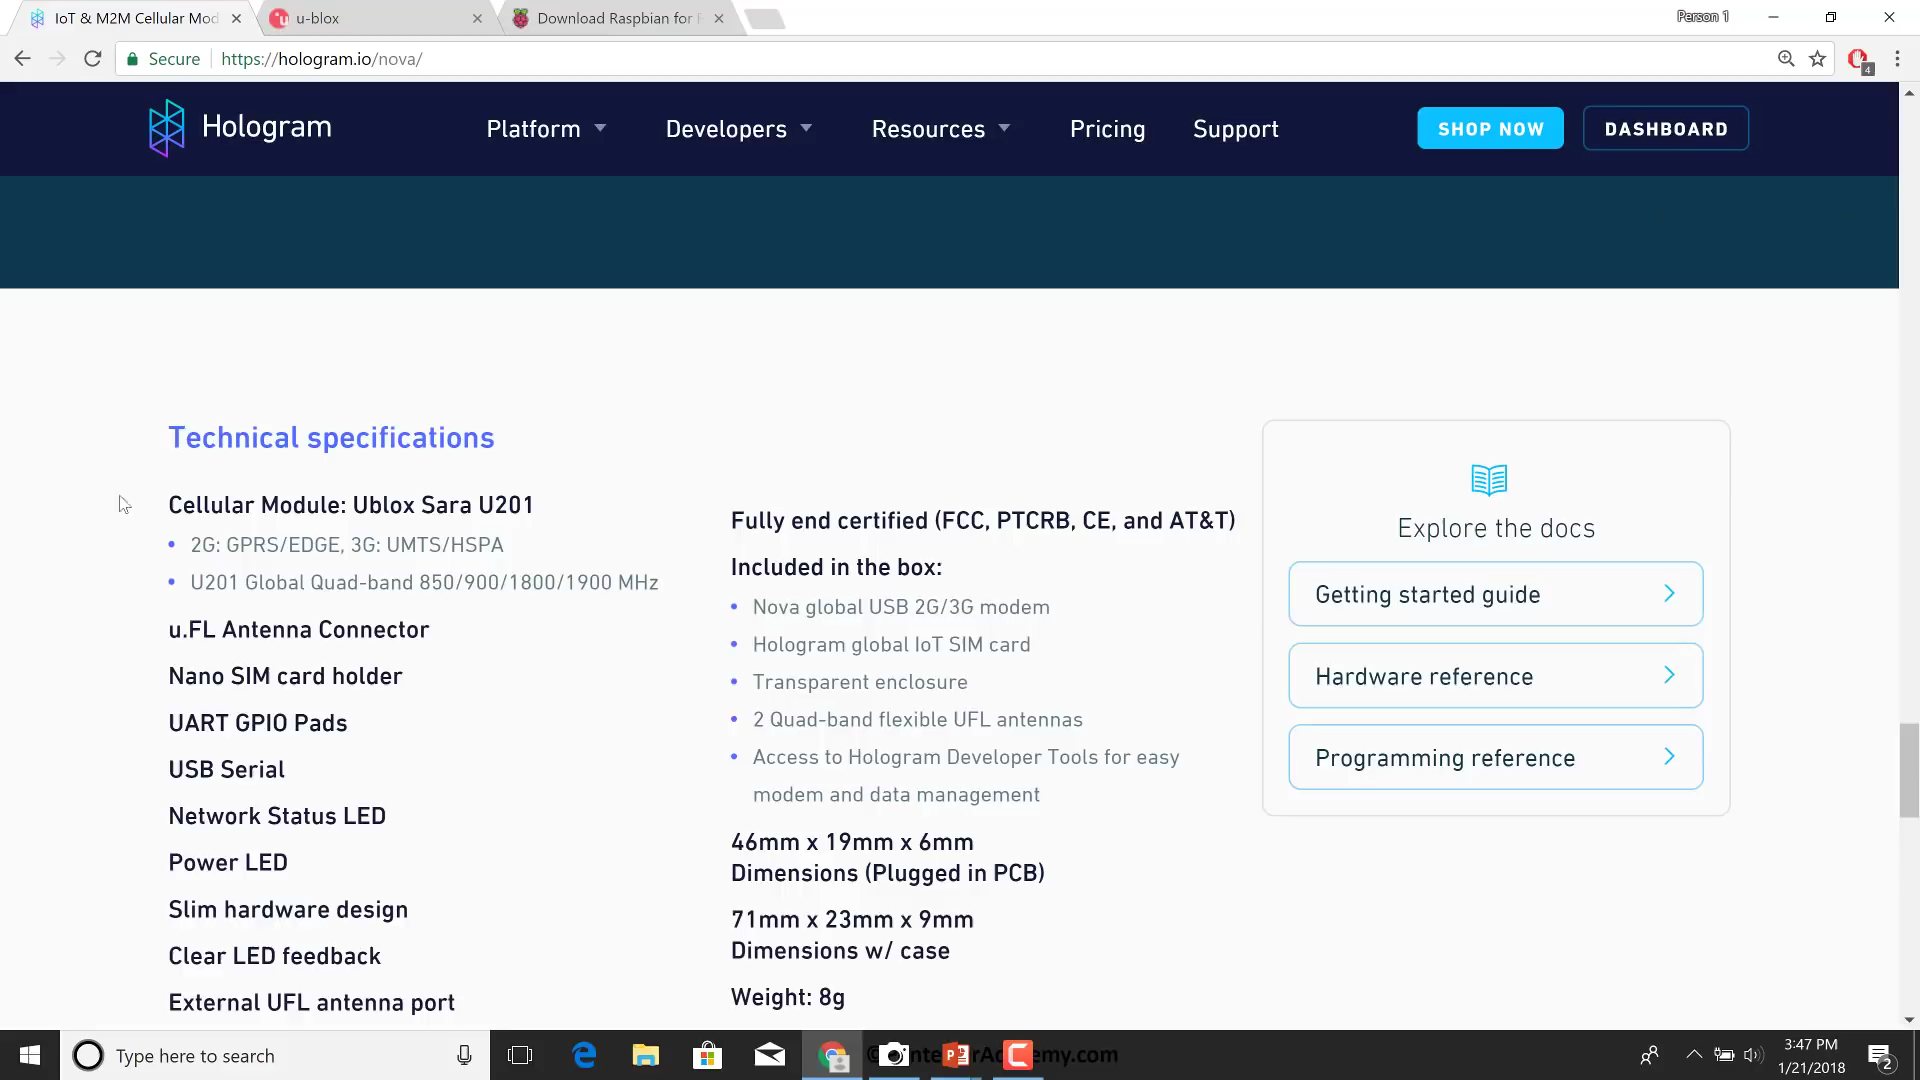 IoT & M2M Cellular Mod
u-blox
Download Raspbian for
Person 1
Secure
https://hologram.io/nova/
4
Hologram
Platform
Developers
Resources
Pricing
Support
SHOP NOW
DASHBOARD
Technical specifications
Cellular Module: Ublox Sara U201
2G: GPRS/EDGE, 3G: UMTS/HSPA
U201 Global Quad-band 850/900/1800/1900 MHz
u.FL Antenna Connector
Nano SIM card holder
UART GPIO Pads
USB Serial
Network Status LED
Power LED
Slim hardware design
Clear LED feedback
External UFL antenna port
Fully end certified (FCC, PTCRB, CE, and AT&T)
Included in the box:
Nova global USB 2G/3G modem
Hologram global IoT SIM card
Transparent enclosure
2 Quad-band flexible UFL antennas
Access to Hologram Developer Tools for easy
modem and data management
46mm x 19mm x 6mm
Dimensions (Plugged in PCB)
71mm x 23mm x 9mm
Dimensions w/ case
Weight: 8g
Explore the docs
Getting started guide
Hardware reference
Programming reference
Type here to search
3:47 PM
1/21/2018
2